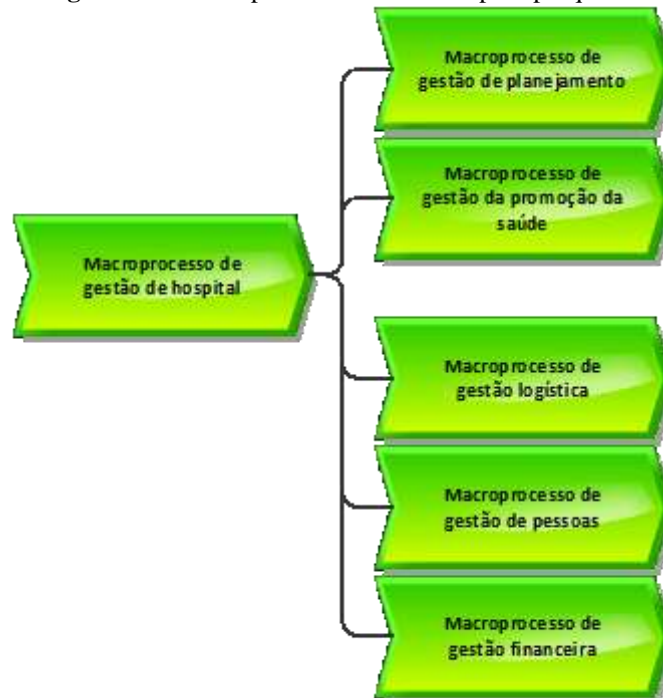 Macroprocesso de
gestão de planejamento
Macroprocesso de
gestão da promoção da
saúde
Macroprocesso de
gestão de hospital
Macroprocesso de
gestão logística
Macroprocesso de
gestão de pessoas
Macroprocesso de
gestão financeira